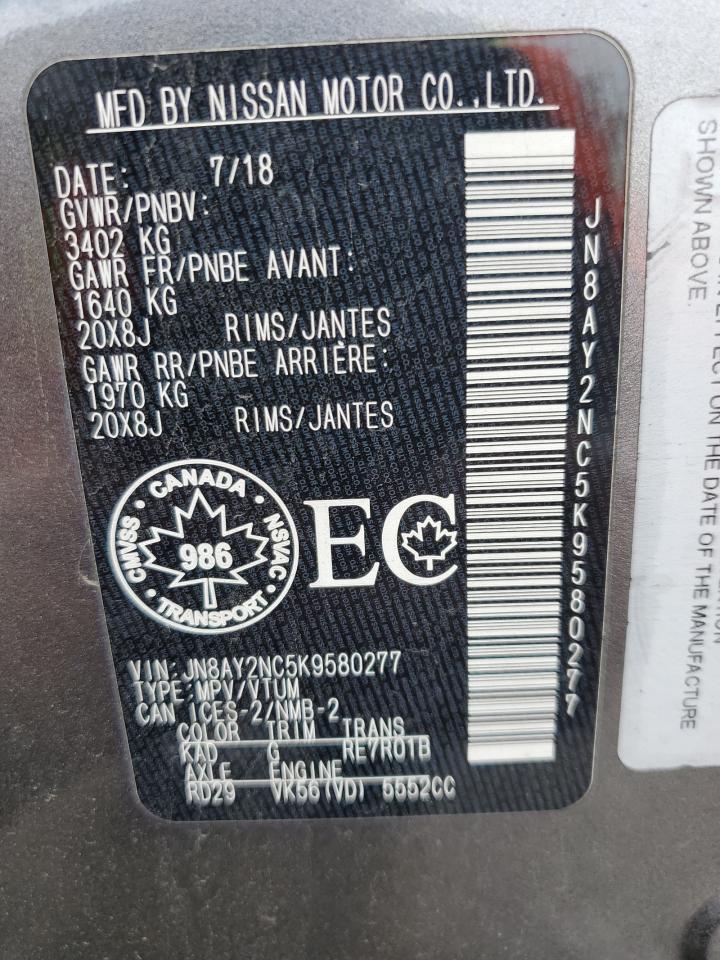 MFD BY NISSAN MOTOR CO.,LTD.
DATE: 7/18
GVWR/PNBV:
3402 KG
GAWR FR/PNBE AVANT:
1640 KG
20X8J RIMS/JANTES
GAWR RR/PNBE ARRIÈRE:
1970 KG
20X8J RIMS/JANTES
CANADA
CMVSS
NSVAC
986
TRANSPORT
EC
VIN:JN8AY2NC5K9580277
TYPE:MPV/VTUM
CAN ICES-2/NMB-2
COLOR TRIM TRANS
KAD G RE7R01B
AXLE ENGINE
RD29 VK56(VD) 5552CC
JN8AY2NC5K9580277
ON THE DATE OF THE MANUFACTURE
SHOWN ABOVE.